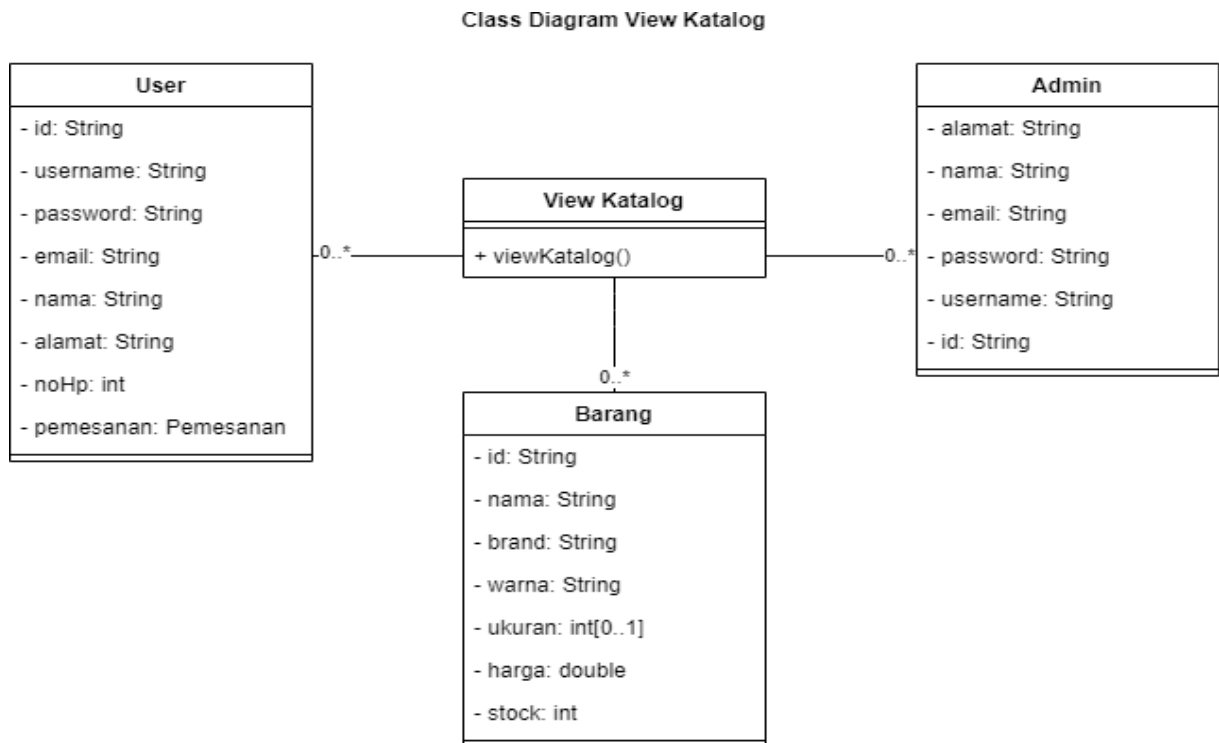 Class Diagram View Katalog
User
- id: String
- username: String
- password: String
- email: String
- nama: String
- alamat: String
- noHp: int
- pemesanan: Pemesanan
0..*
View Katalog
+ viewKatalog()
0..*
Admin
- alamat: String
- nama: String
- email: String
- password: String
- username: String
- id: String
0..*
Barang
- id: String
- nama: String
- brand: String
- warna: String
- ukuran: int[0..1]
- harga: double
- stock: int